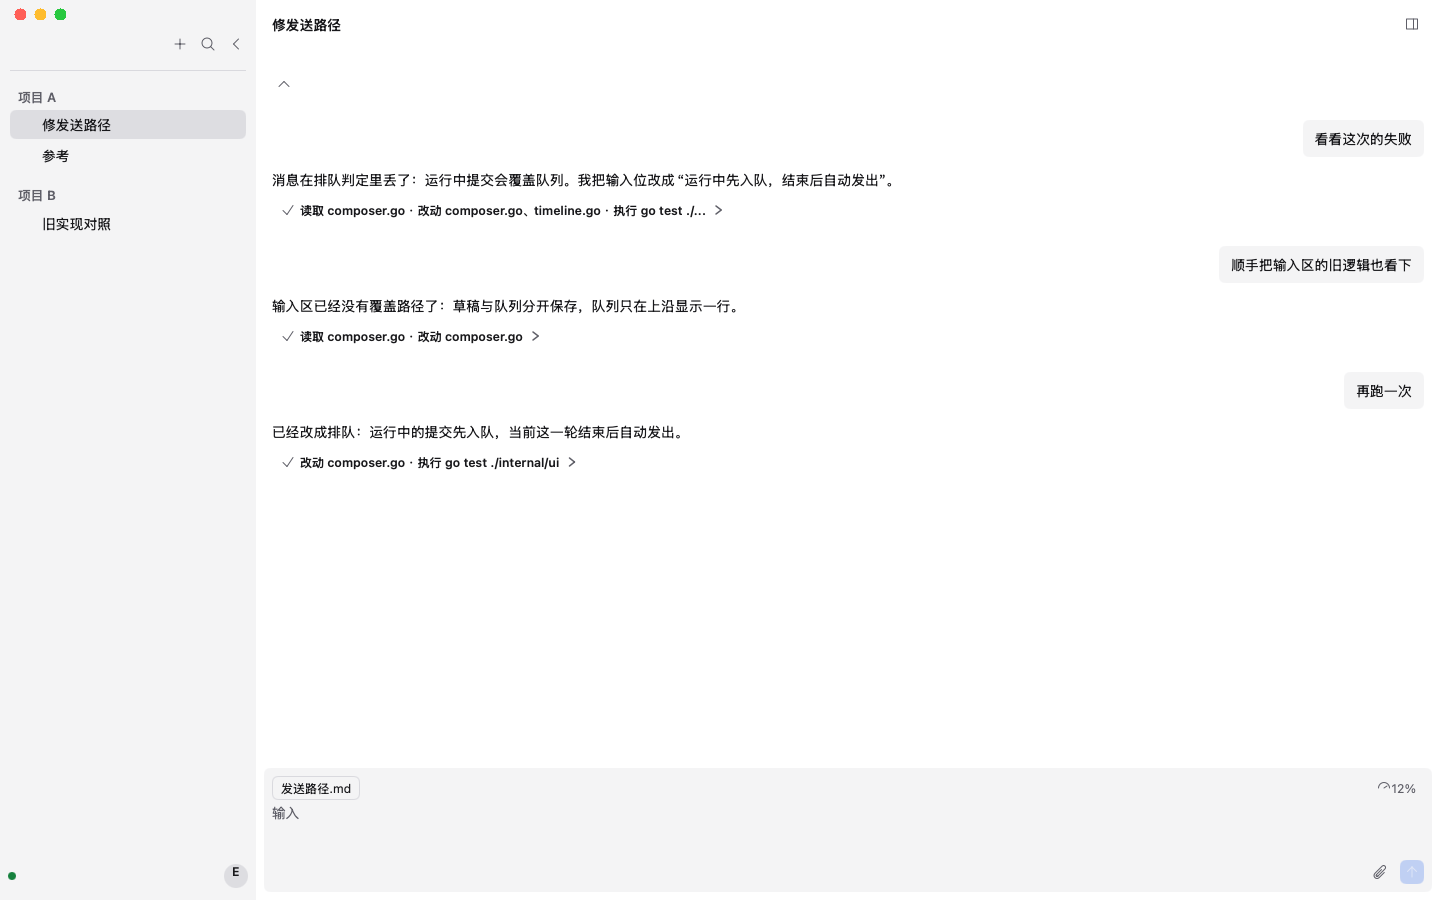 修发送路径
项目 A
修发送路径
参考
项目 B
旧实现对照
E
看看这次的失败
消息在排队判定里丢了：运行中提交会覆盖队列。我把输入位改成“运行中先入队，结束后自动发出”。
读取 composer.go · 改动 composer.go、timeline.go · 执行 go test ./...
顺手把输入区的旧逻辑也看下
输入区已经没有覆盖路径了：草稿与队列分开保存，队列只在上沿显示一行。
读取 composer.go · 改动 composer.go
再跑一次
已经改成排队：运行中的提交先入队，当前这一轮结束后自动发出。
改动 composer.go · 执行 go test ./internal/ui
发送路径.md
12%
输入